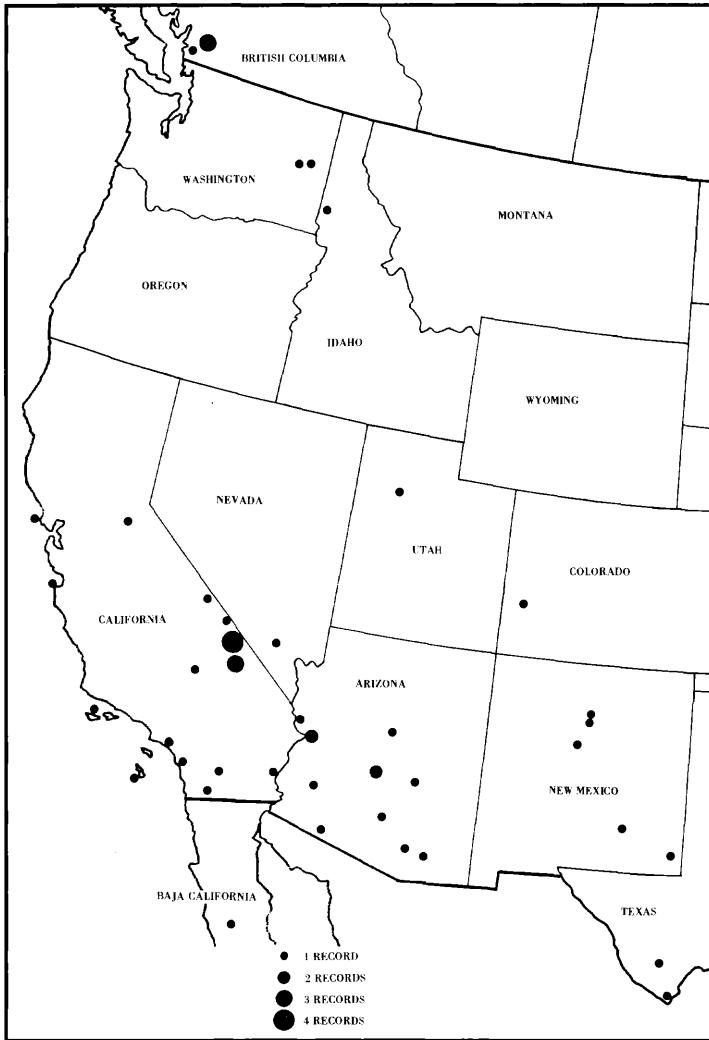 BRITISH COLUMBIA
WASHINGTON
MONTANA
OREGON
IDAHO
WYOMING
NEVADA
UTAH
COLORADO
CALIFORNIA
ARIZONA
NEW MEXICO
BAJA CALIFORNIA
TEXAS
1 RECORD
2 RECORDS
3 RECORDS
4 RECORDS